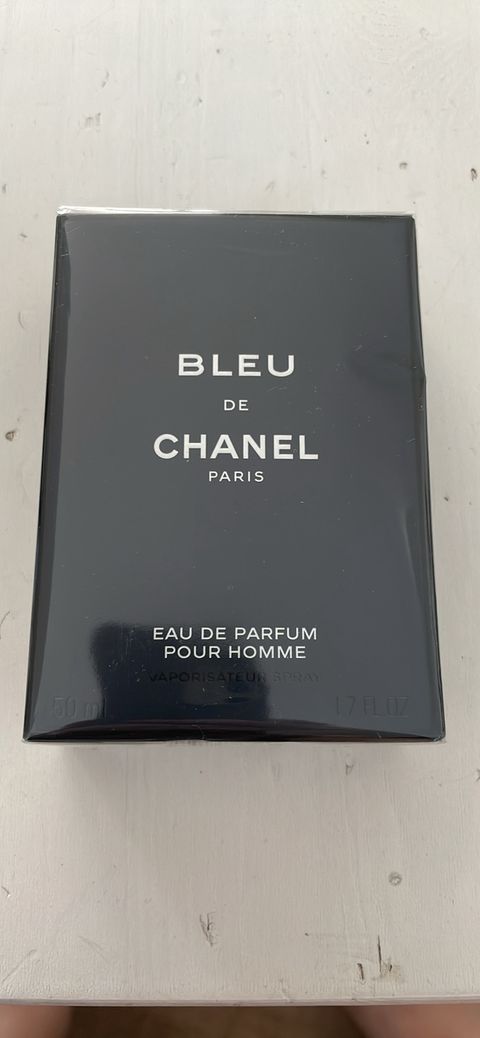 BLEU
DE
CHANEL
PARIS
EAU DE PARFUM
POUR HOMME
VAPORISATEUR SPRAY
50 ml 1.7 FL.OZ